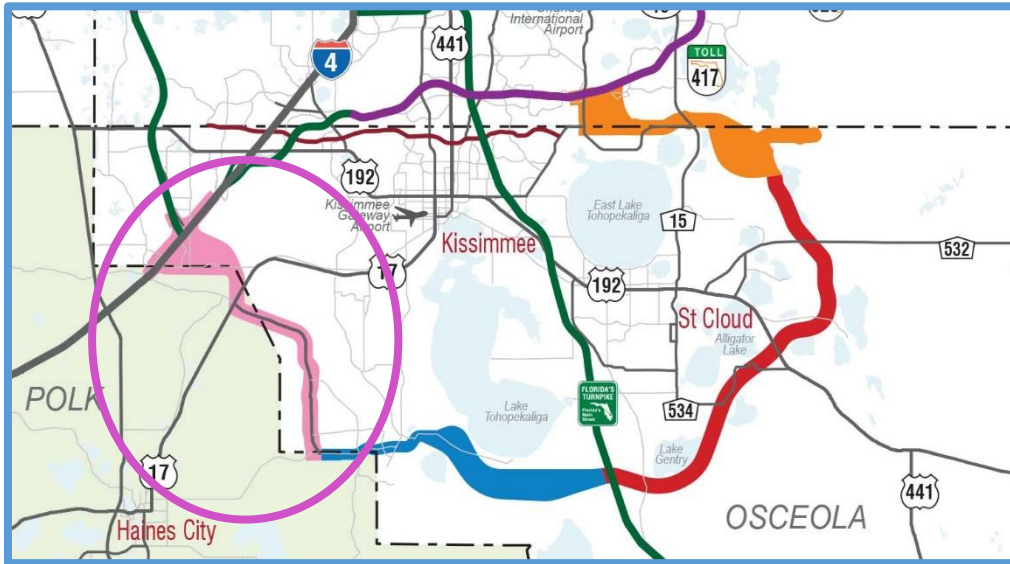 International
Airport
4
441
TOLL
417
192
Kissimmee
Gateway
Airport
East Lake
Tohopekaliga
15
Kissimmee
532
17
192
St Cloud
Alligator
Lake
POLK
FLORIDA'S
TURNPIKE
Lake
Tohopekaliga
534
Lake
Gentry
17
441
Haines City
OSCEOLA